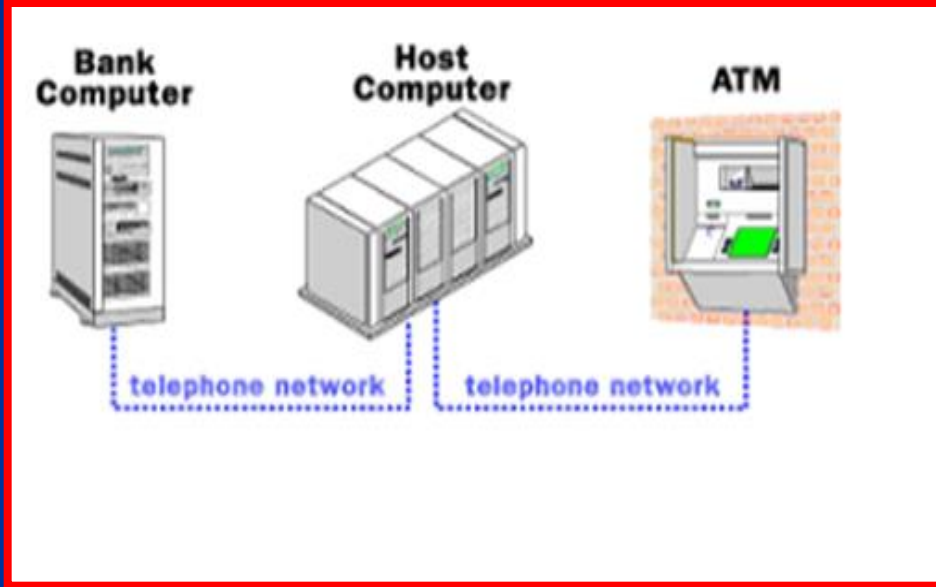 Bank
Computer
Host
Computer
ATM
telephone network
telephone network